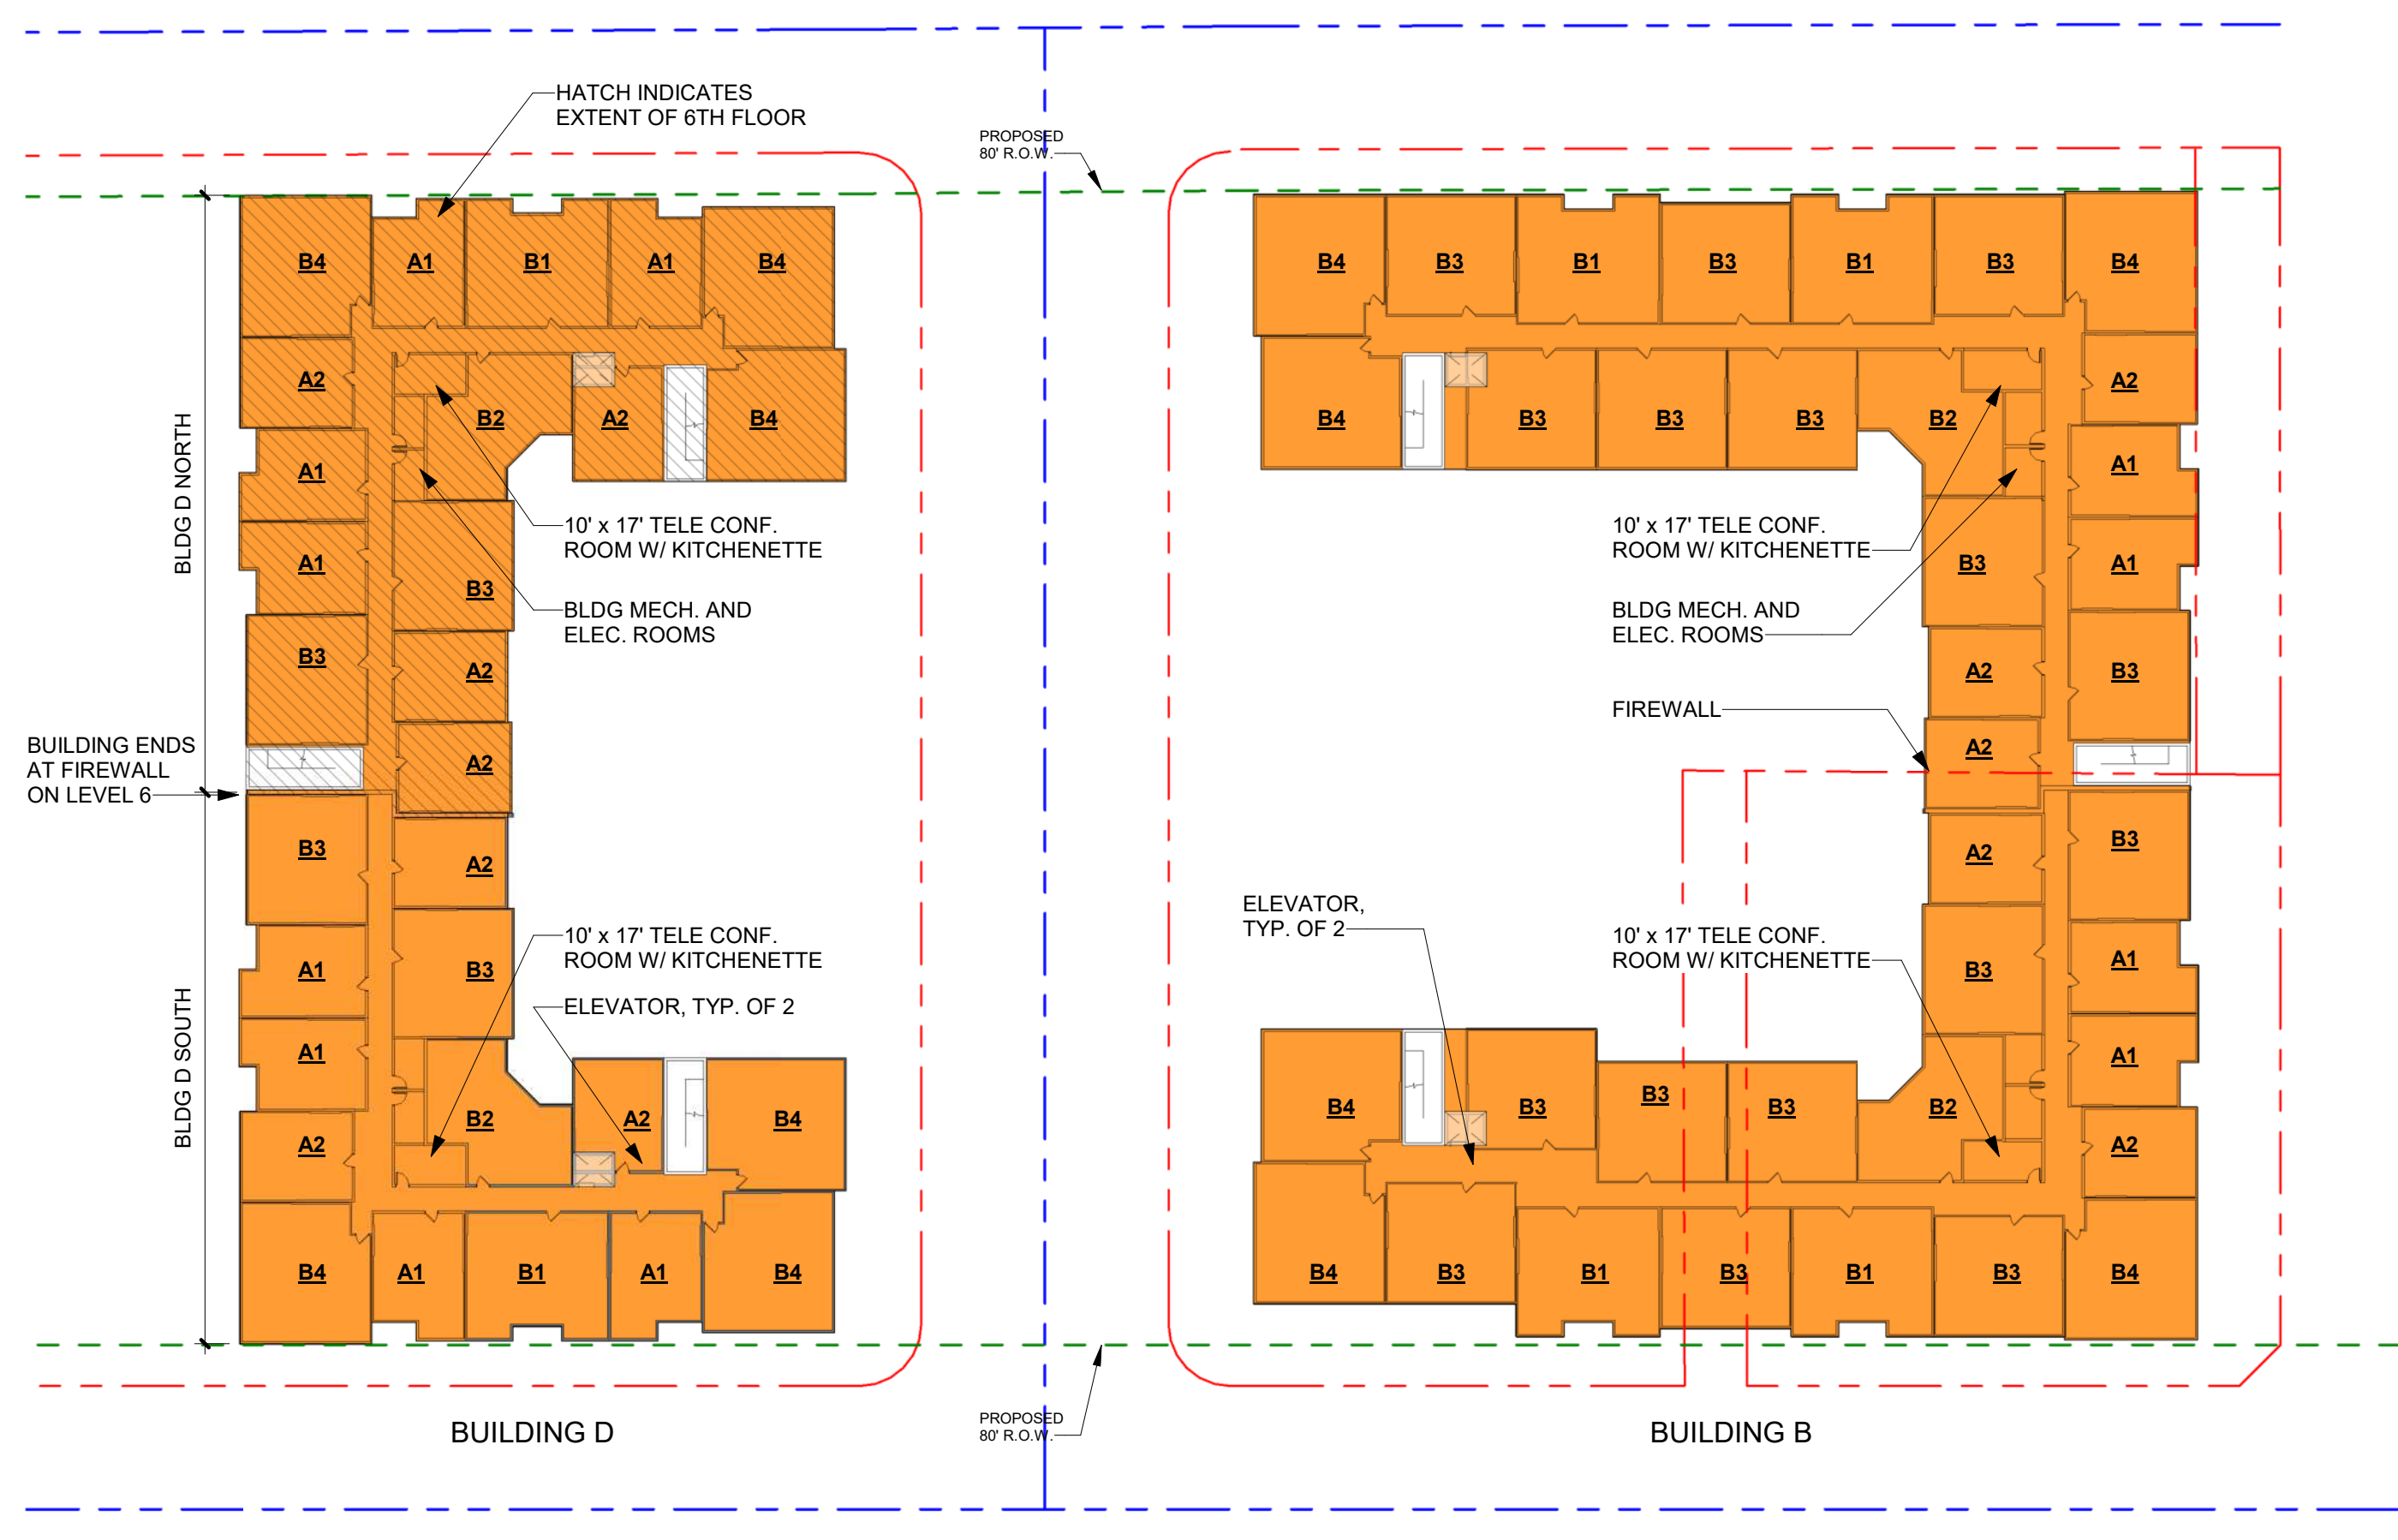 HATCH INDICATES
EXTENT OF 6TH FLOOR
PROPOSED
80' R.O.W.
B4
A1
B1
A1
B4
B4
B3
B1
B3
B1
B3
B4
A2
B2
A2
B4
B4
B3
B3
B3
B2
A2
BLDG D NORTH
A1
A1
10' x 17' TELE CONF.
ROOM W/ KITCHENETTE
10' x 17' TELE CONF.
ROOM W/ KITCHENETTE
A1
B3
B3
A1
BLDG MECH. AND
ELEC. ROOMS
BLDG MECH. AND
ELEC. ROOMS
B3
A2
A2
B3
FIREWALL
BUILDING ENDS
AT FIREWALL
ON LEVEL 6
A2
A2
B3
A2
A2
B3
ELEVATOR,
TYP. OF 2
10' x 17' TELE CONF.
ROOM W/ KITCHENETTE
10' x 17' TELE CONF.
ROOM W/ KITCHENETTE
A1
B3
B3
A1
ELEVATOR, TYP. OF 2
BLDG D SOUTH
A1
A1
B2
A2
B4
B4
B3
B3
B3
B2
A2
A2
B4
A1
B1
A1
B4
B4
B3
B1
B3
B1
B3
B4
BUILDING D
PROPOSED
80' R.O.W.
BUILDING B